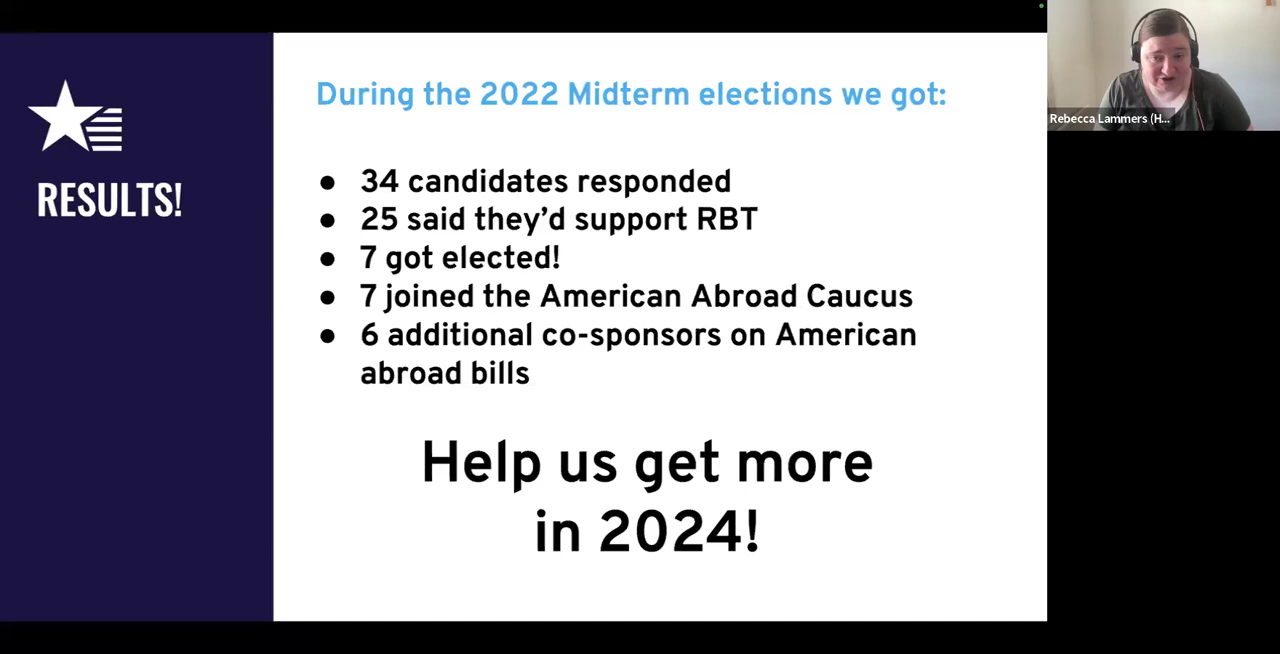 RESULTS!
During the 2022 Midterm elections we got:
● 34 candidates responded
● 25 said they’d support RBT
● 7 got elected!
● 7 joined the American Abroad Caucus
● 6 additional co-sponsors on American
abroad bills
Help us get more
in 2024!
Rebecca Lammers (H...